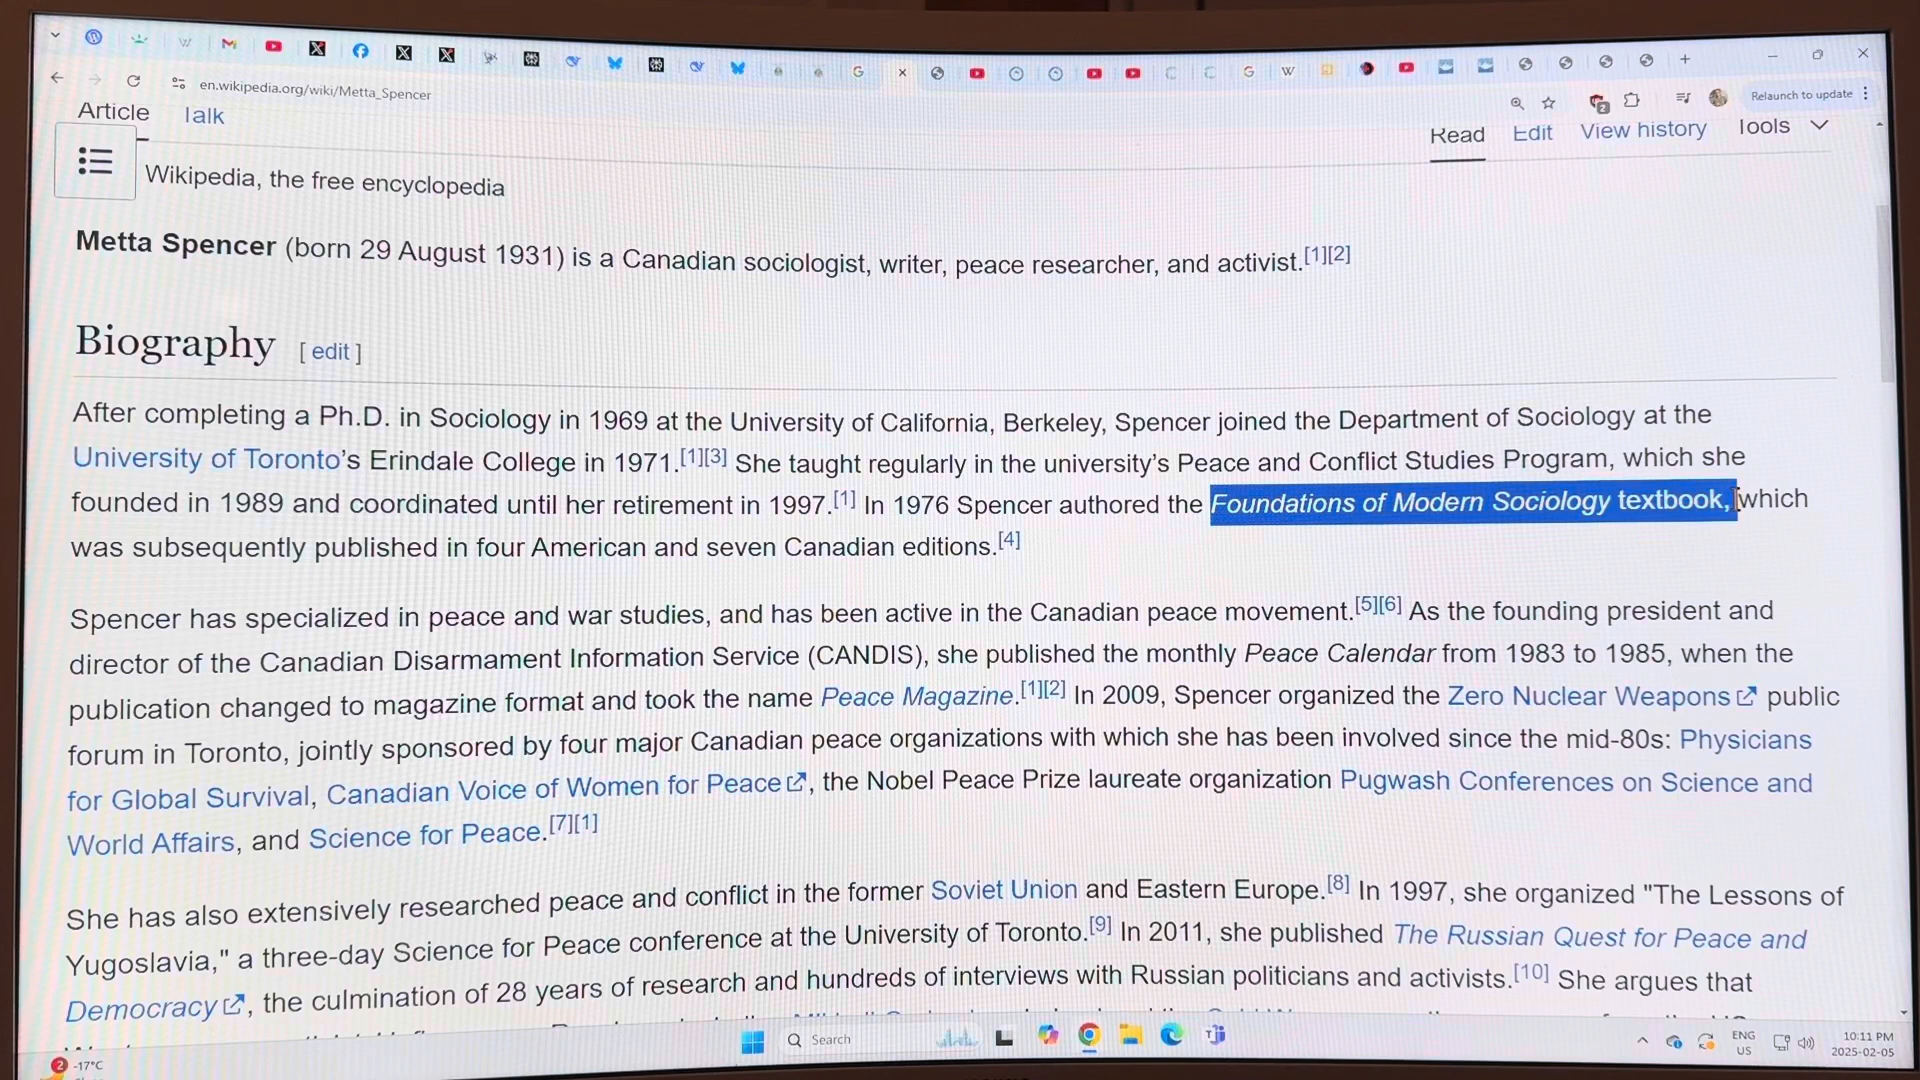 en.wikipedia.org/wiki/Metta_Spencer
Relaunch to update
Article Talk
Read Edit View history Tools
Wikipedia, the free encyclopedia
Metta Spencer (born 29 August 1931) is a Canadian sociologist, writer, peace researcher, and activist.[1][2]
Biography [ edit ]
After completing a Ph.D. in Sociology in 1969 at the University of California, Berkeley, Spencer joined the Department of Sociology at the
University of Toronto’s Erindale College in 1971.[1][3] She taught regularly in the university’s Peace and Conflict Studies Program, which she
founded in 1989 and coordinated until her retirement in 1997.[1] In 1976 Spencer authored the Foundations of Modern Sociology textbook, which
was subsequently published in four American and seven Canadian editions.[4]
Spencer has specialized in peace and war studies, and has been active in the Canadian peace movement.[5][6] As the founding president and
director of the Canadian Disarmament Information Service (CANDIS), she published the monthly Peace Calendar from 1983 to 1985, when the
publication changed to magazine format and took the name Peace Magazine.[1][2] In 2009, Spencer organized the Zero Nuclear Weapons public
forum in Toronto, jointly sponsored by four major Canadian peace organizations with which she has been involved since the mid-80s: Physicians
for Global Survival, Canadian Voice of Women for Peace, the Nobel Peace Prize laureate organization Pugwash Conferences on Science and
World Affairs, and Science for Peace.[7][1]
She has also extensively researched peace and conflict in the former Soviet Union and Eastern Europe.[8] In 1997, she organized "The Lessons of
Yugoslavia," a three-day Science for Peace conference at the University of Toronto.[9] In 2011, she published The Russian Quest for Peace and
Democracy, the culmination of 28 years of research and hundreds of interviews with Russian politicians and activists.[10] She argues that
Search
ENG
US
10:11 PM
2025-02-05
2 -17°C